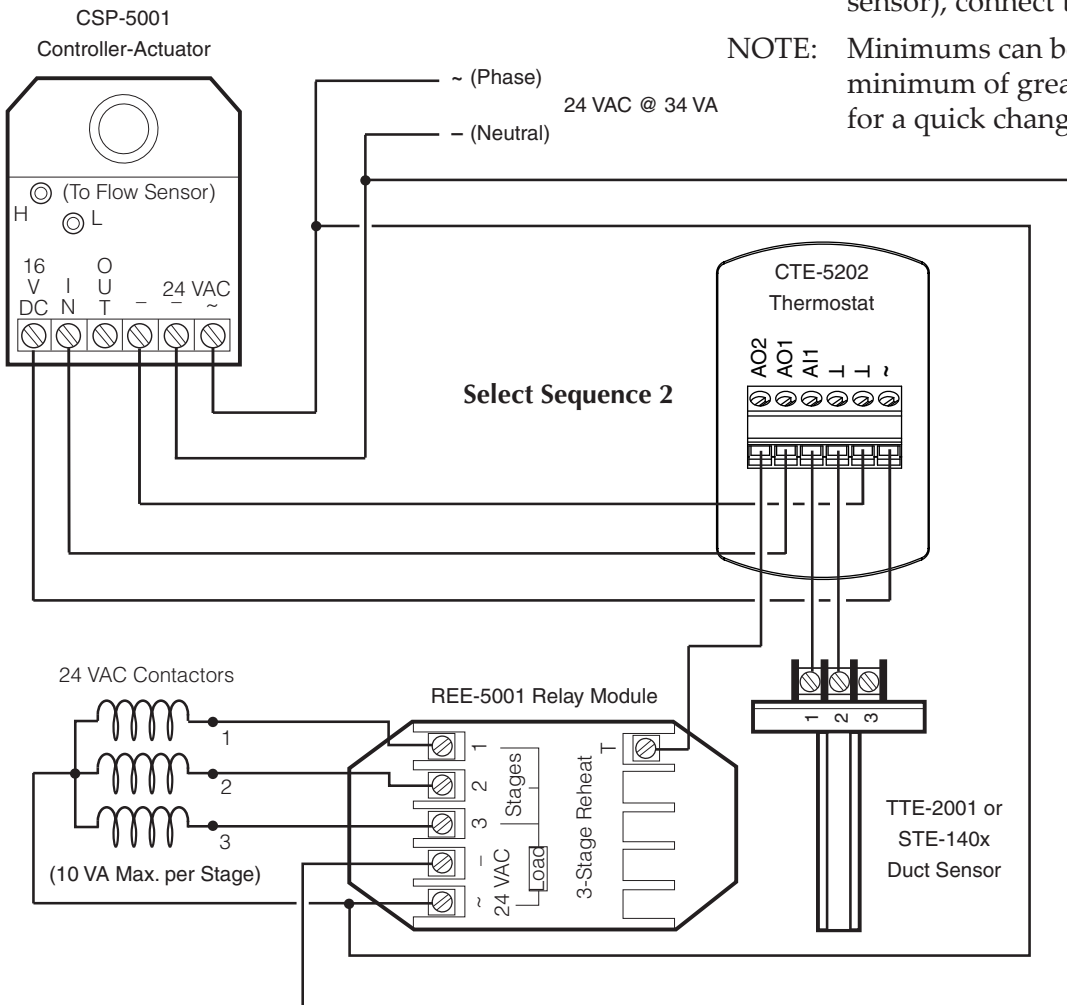 sensor), connect t
NOTE: Minimums can b
minimum of grea
for a quick chang
CSP-5001
Controller-Actuator
~ (Phase)
24 VAC @ 34 VA
– (Neutral)
(To Flow Sensor)
H
L
16 V DC
IN
OUT
–
24 VAC
– ~
CTE-5202
Thermostat
AO2
AO1
AI1
⊥
⊥
~
Select Sequence 2
24 VAC Contactors
1
2
3
(10 VA Max. per Stage)
REE-5001 Relay Module
1
2
3
–
~
Stages
24 VAC
Load
3-Stage Reheat
T
1
2
3
TTE-2001 or
STE-140x
Duct Sensor